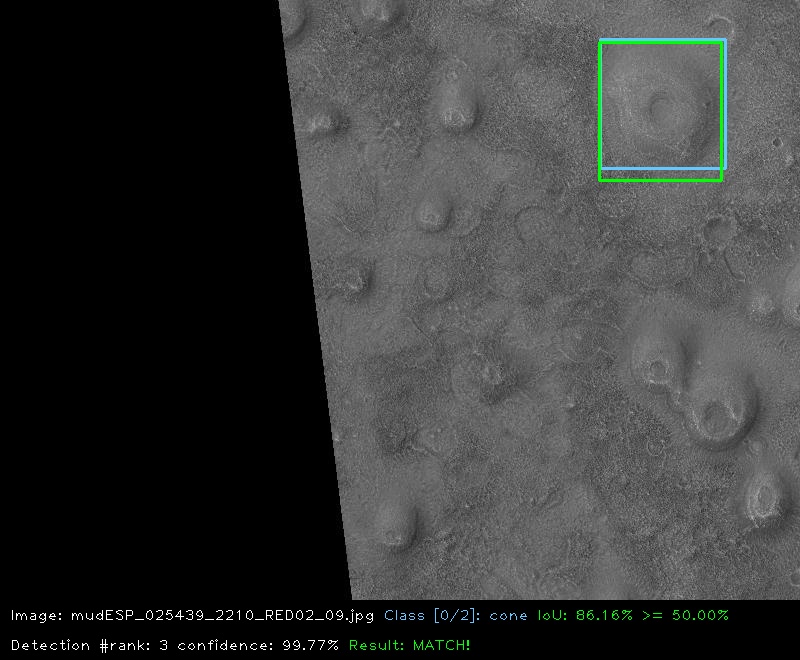 Image: mudESP_025439_2210_RED02_09.jpg Class [0/2]: cone IoU: 86.16% >= 50.00%
Detection #rank: 3 confidence: 99.77% Result: MATCH!